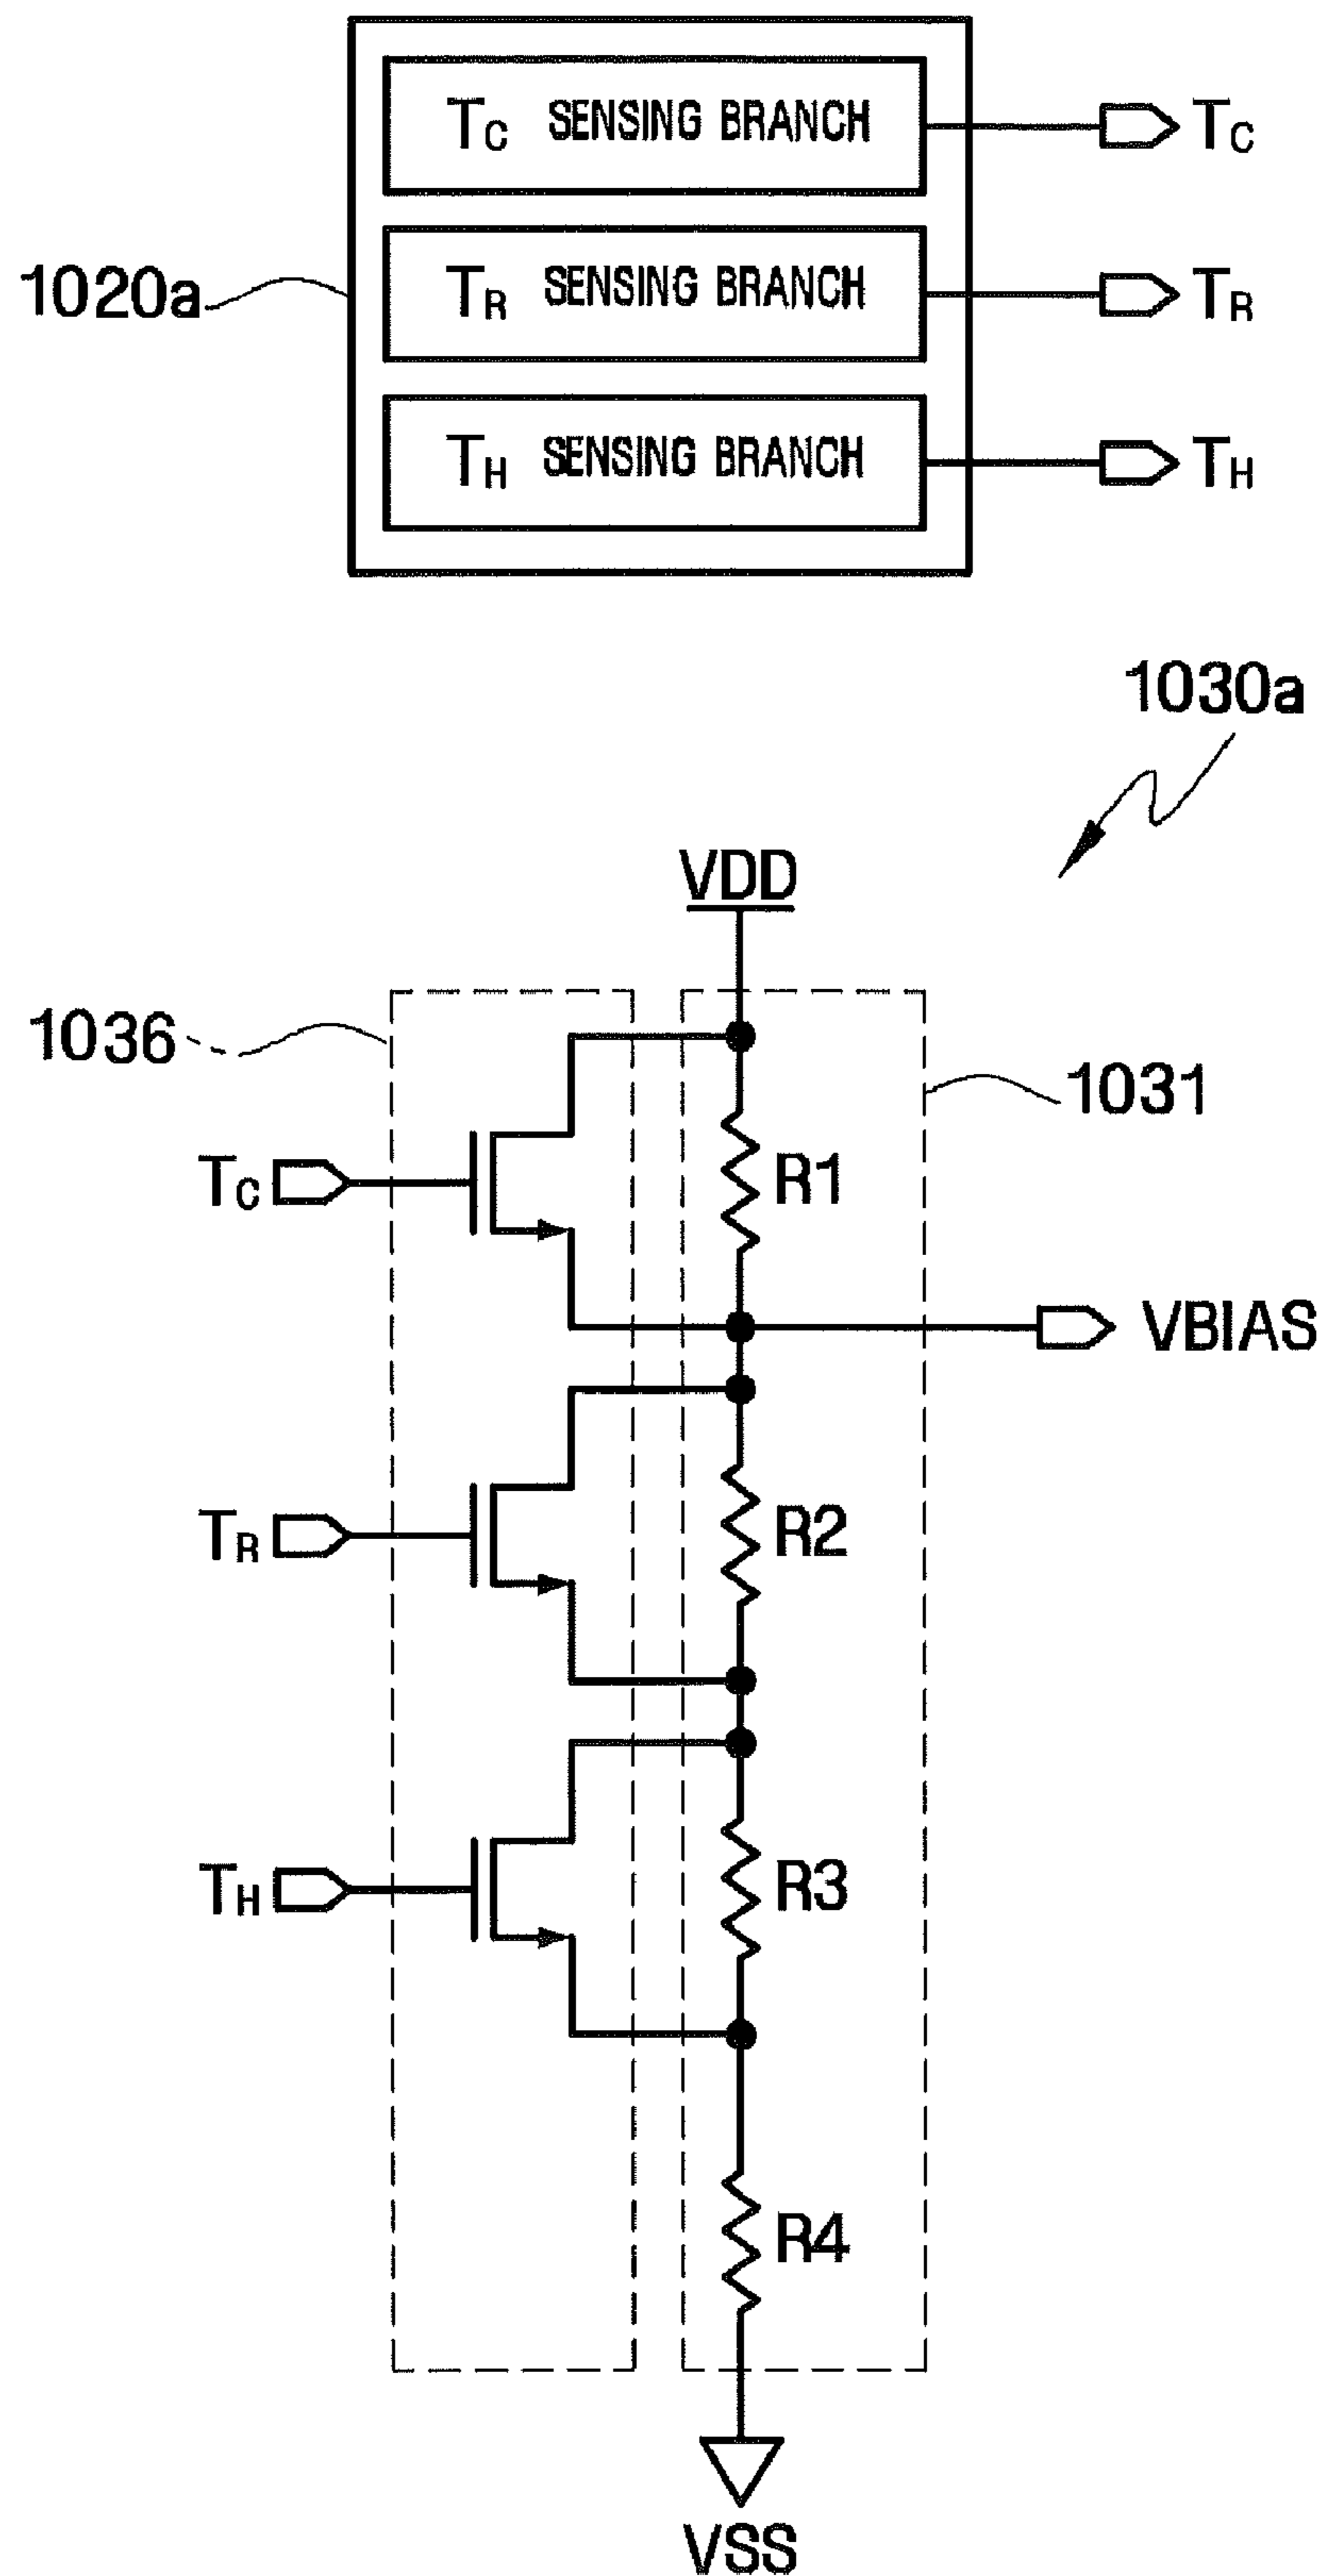 TC SENSING BRANCH TC
1020a TR SENSING BRANCH TR
TH SENSING BRANCH TH
1030a
VDD
1036
1031
TC R1
VBIAS
TR R2
TH R3
R4
VSS